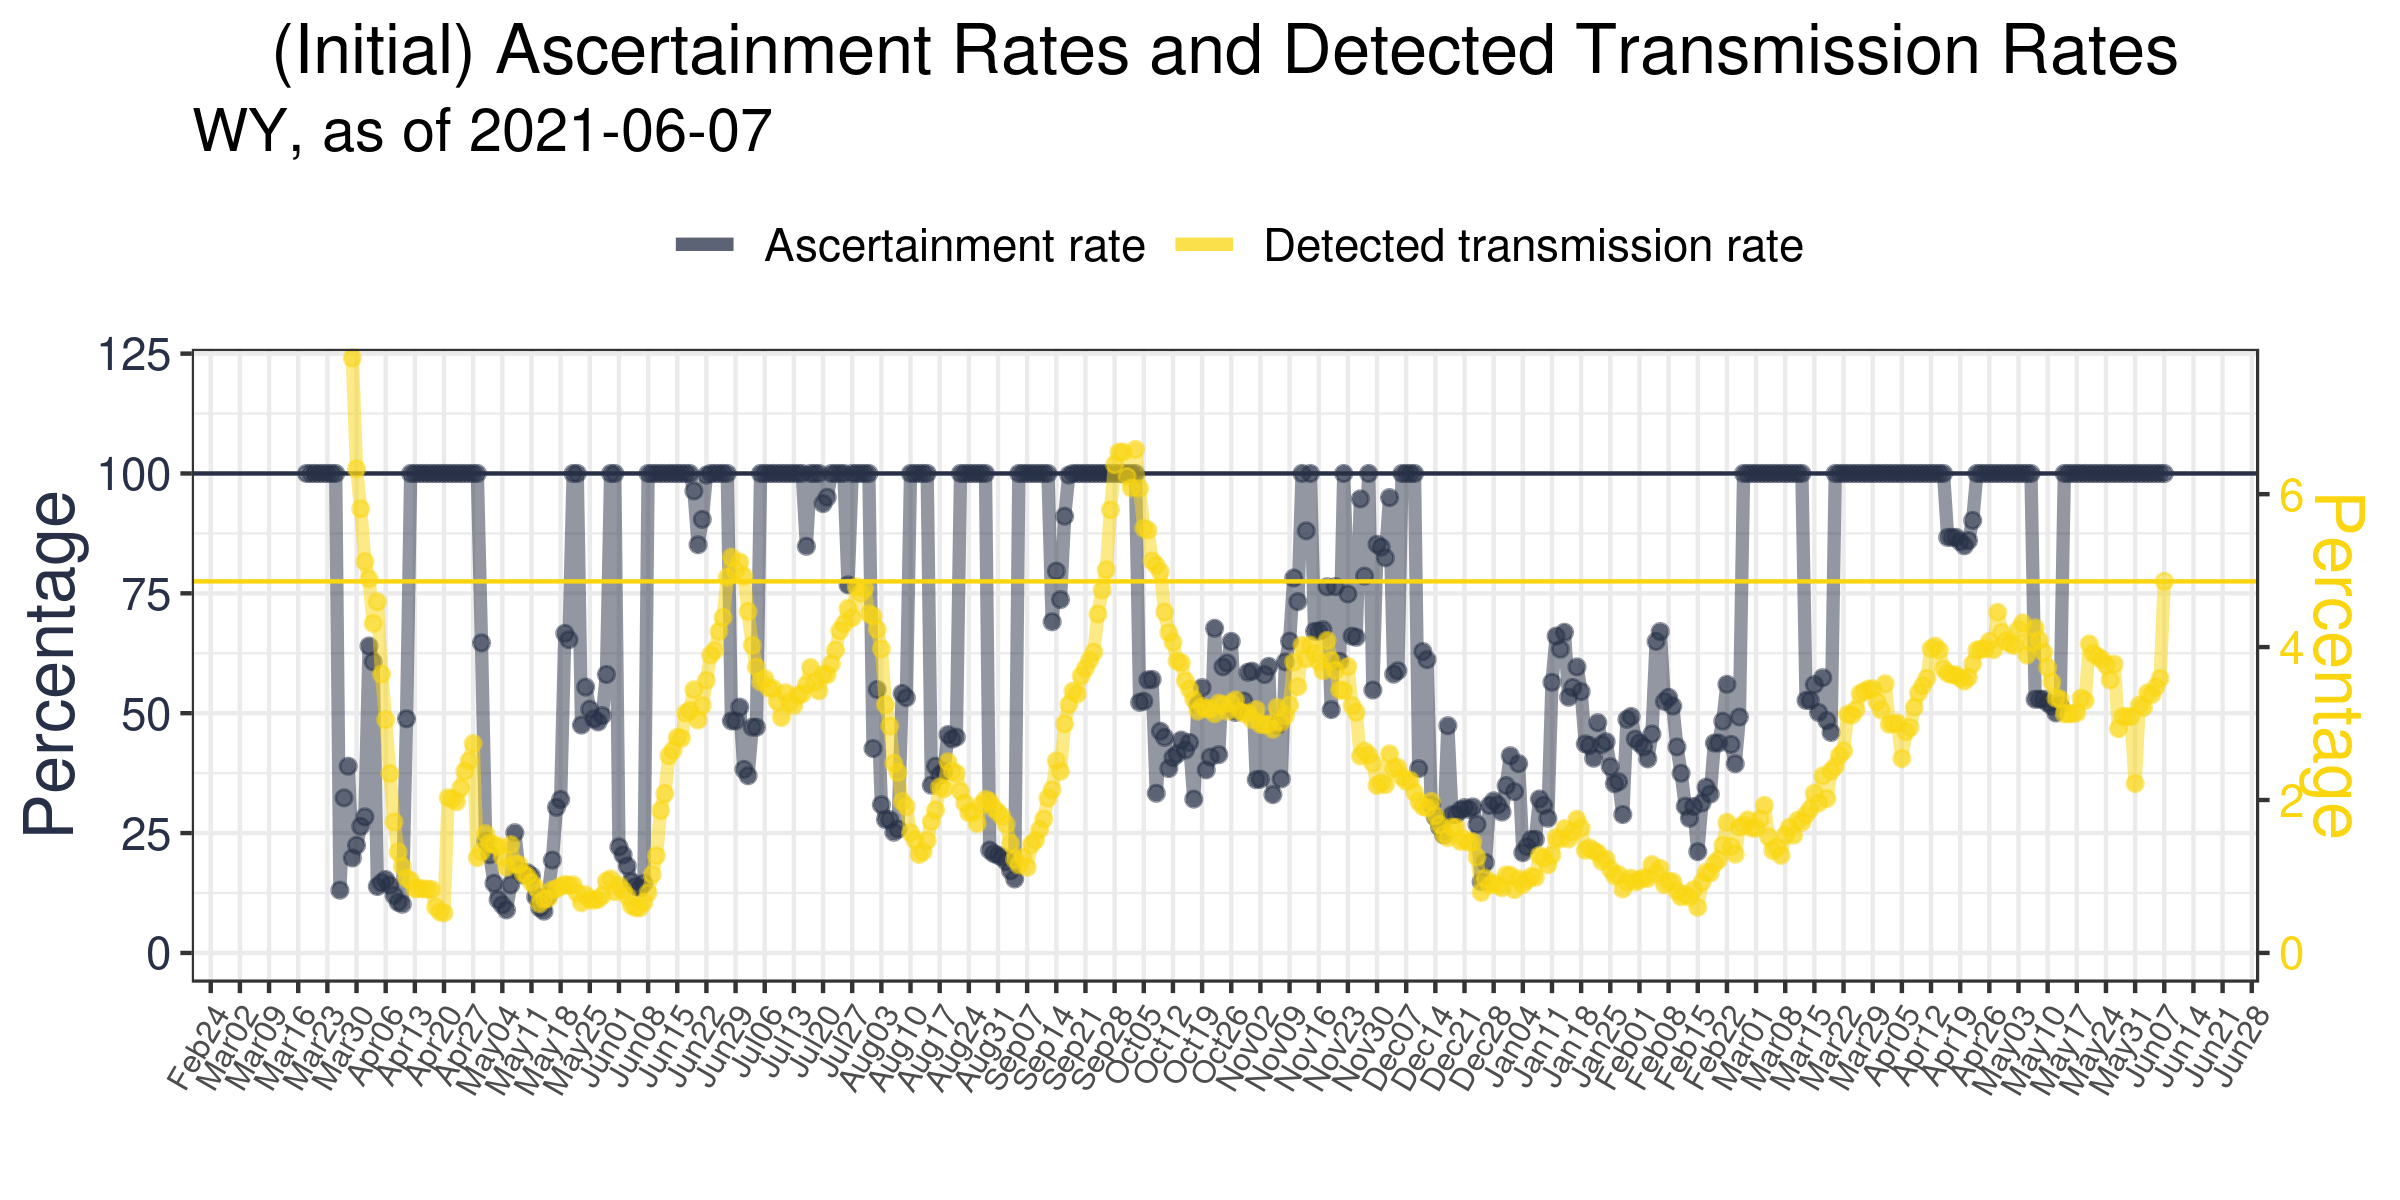 (Initial) Ascertainment Rates and Detected Transmission Rates
WY, as of 2021-06-07
Ascertainment rate
Detected transmission rate
Percentage
125
100
75
50
25
0
6
4
2
0
Percentage
Feb24
Mar02
Mar09
Mar16
Mar23
Mar30
Apr06
Apr13
Apr20
Apr27
May04
May11
May18
May25
Jun01
Jun08
Jun15
Jun22
Jun29
Jul06
Jul13
Jul20
Jul27
Aug03
Aug10
Aug17
Aug24
Aug31
Sep07
Sep14
Sep21
Sep28
Oct05
Oct12
Oct19
Oct26
Nov02
Nov09
Nov16
Nov23
Nov30
Dec07
Dec14
Dec21
Dec28
Jan04
Jan11
Jan18
Jan25
Feb01
Feb08
Feb15
Feb22
Mar01
Mar08
Mar15
Mar22
Mar29
Apr05
Apr12
Apr19
Apr26
May03
May10
May17
May24
May31
Jun07
Jun14
Jun21
Jun28